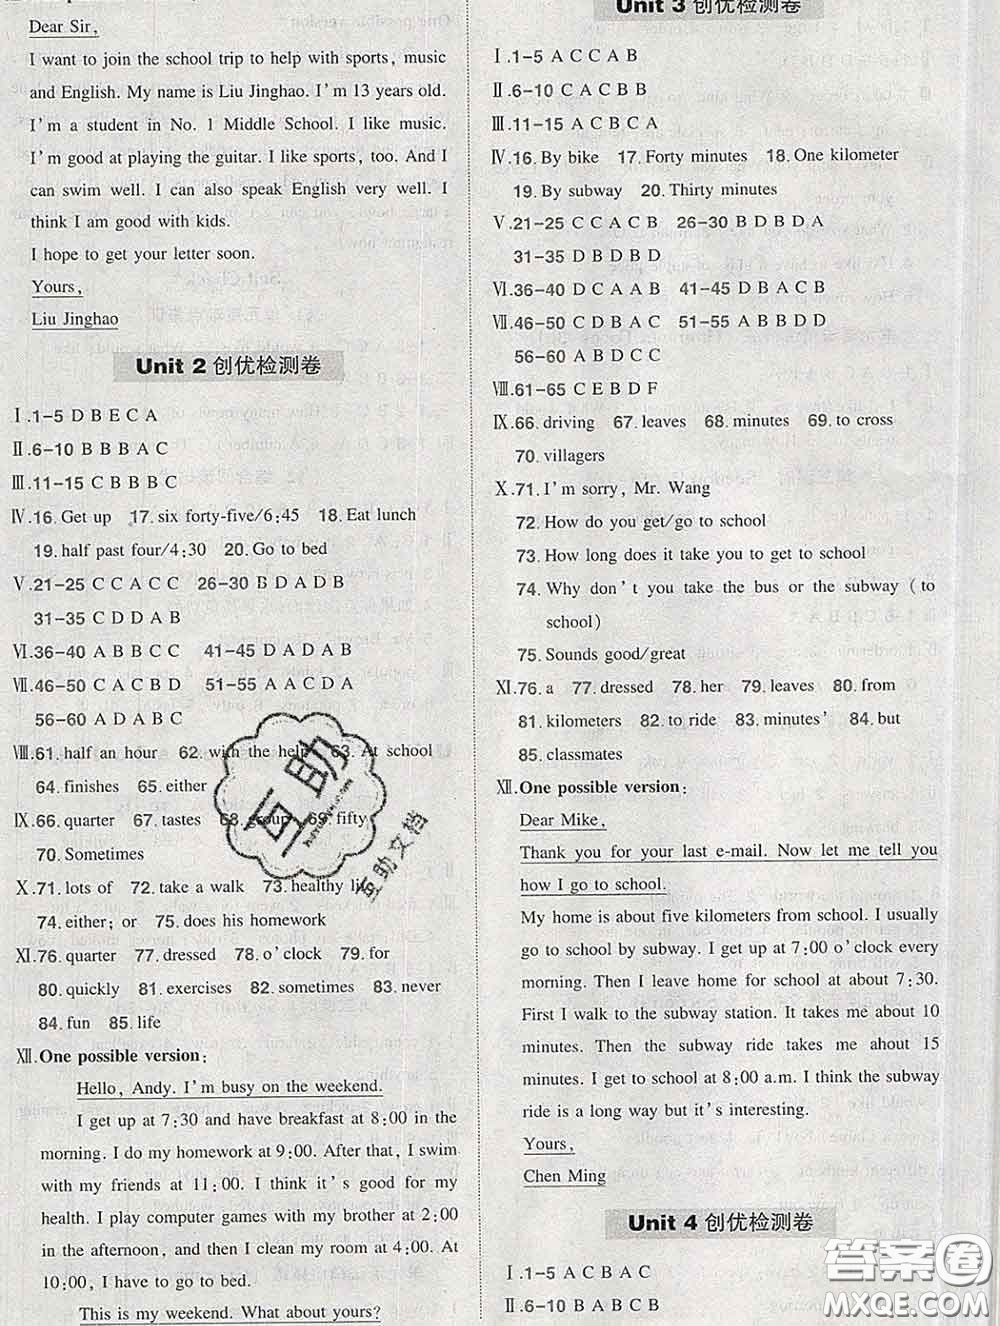 Dear Sir,
I want to join the school trip to help with sports, music
and English. My name is Liu Jinghao. I'm 13 years old.
I'm a student in No. 1 Middle School. I like music.
I'm good at playing the guitar. I like sports, too. And I
can swim well. I can also speak English very well. I
think I am good with kids.
I hope to get your letter soon.
Yours,
Liu Jinghao
Unit 2 创优检测卷
Ⅰ.1-5 D B E C A
Ⅱ.6-10 B B B A C
Ⅲ.11-15 C B B B C
Ⅳ.16. Get up 17. six forty-five/6:45 18. Eat lunch
19. half past four/4:30 20. Go to bed
Ⅴ.21-25 C C A C C 26-30 B D A D B
31-35 C D D A B
Ⅵ.36-40 A B B C C 41-45 D A D A B
Ⅶ.46-50 C A C B D 51-55 A A C D A
56-60 A D A B C
Ⅷ.61. half an hour 62. with the help 63. At school
64. finishes 65. either
Ⅸ.66. quarter 67. tastes 68. group 69. fifty
70. Sometimes
Ⅹ.71. lots of 72. take a walk 73. healthy life
74. either; or 75. does his homework
Ⅺ.76. quarter 77. dressed 78. o'clock 79. for
80. quickly 81. exercises 82. sometimes 83. never
84. fun 85. life
Ⅻ. One possible version:
Hello, Andy. I'm busy on the weekend.
I get up at 7:30 and have breakfast at 8:00 in the
morning. I do my homework at 9:00. After that, I swim
with my friends at 11:00. I think it's good for my
health. I play computer games with my brother at 2:00
in the afternoon, and then I clean my room at 4:00. At
10:00, I have to go to bed.
This is my weekend. What about yours?
Unit 3 创优检测卷
Ⅰ.1-5 A C C A B
Ⅱ.6-10 C A C B B
Ⅲ.11-15 A C B C A
Ⅳ.16. By bike 17. Forty minutes 18. One kilometer
19. By subway 20. Thirty minutes
Ⅴ.21-25 C C A C B 26-30 B D B D A
31-35 D B D B D
Ⅵ.36-40 D C A A B 41-45 D B A C B
Ⅶ.46-50 C D B C A 51-55 A B B D D
56-60 A B D C C
Ⅷ.61-65 C E B D F
Ⅸ.66. driving 67. leaves 68. minutes 69. to cross
70. villagers
Ⅹ.71. I'm sorry, Mr. Wang
72. How do you get/go to school
73. How long does it take you to get to school
74. Why don't you take the bus or the subway (to
school)
75. Sounds good/great
Ⅺ.76. a 77. dressed 78. her 79. leaves 80. from
81. kilometers 82. to ride 83. minutes' 84. but
85. classmates
Ⅻ. One possible version:
Dear Mike,
Thank you for your last e-mail. Now let me tell you
how I go to school.
My home is about five kilometers from school. I usually
go to school by subway. I get up at 7:00 o'clock every
morning. Then I leave home for school at about 7:30.
First I walk to the subway station. It takes me about 10
minutes. Then the subway ride takes me about 15
minutes. I get to school at 8:00 a.m. I think the subway
ride is a long way but it's interesting.
Yours,
Chen Ming
Unit 4 创优检测卷
Ⅰ.1-5 A C B A C
Ⅱ.6-10 B A B C B
互助
互助文档
答案圈
MXQE.COM